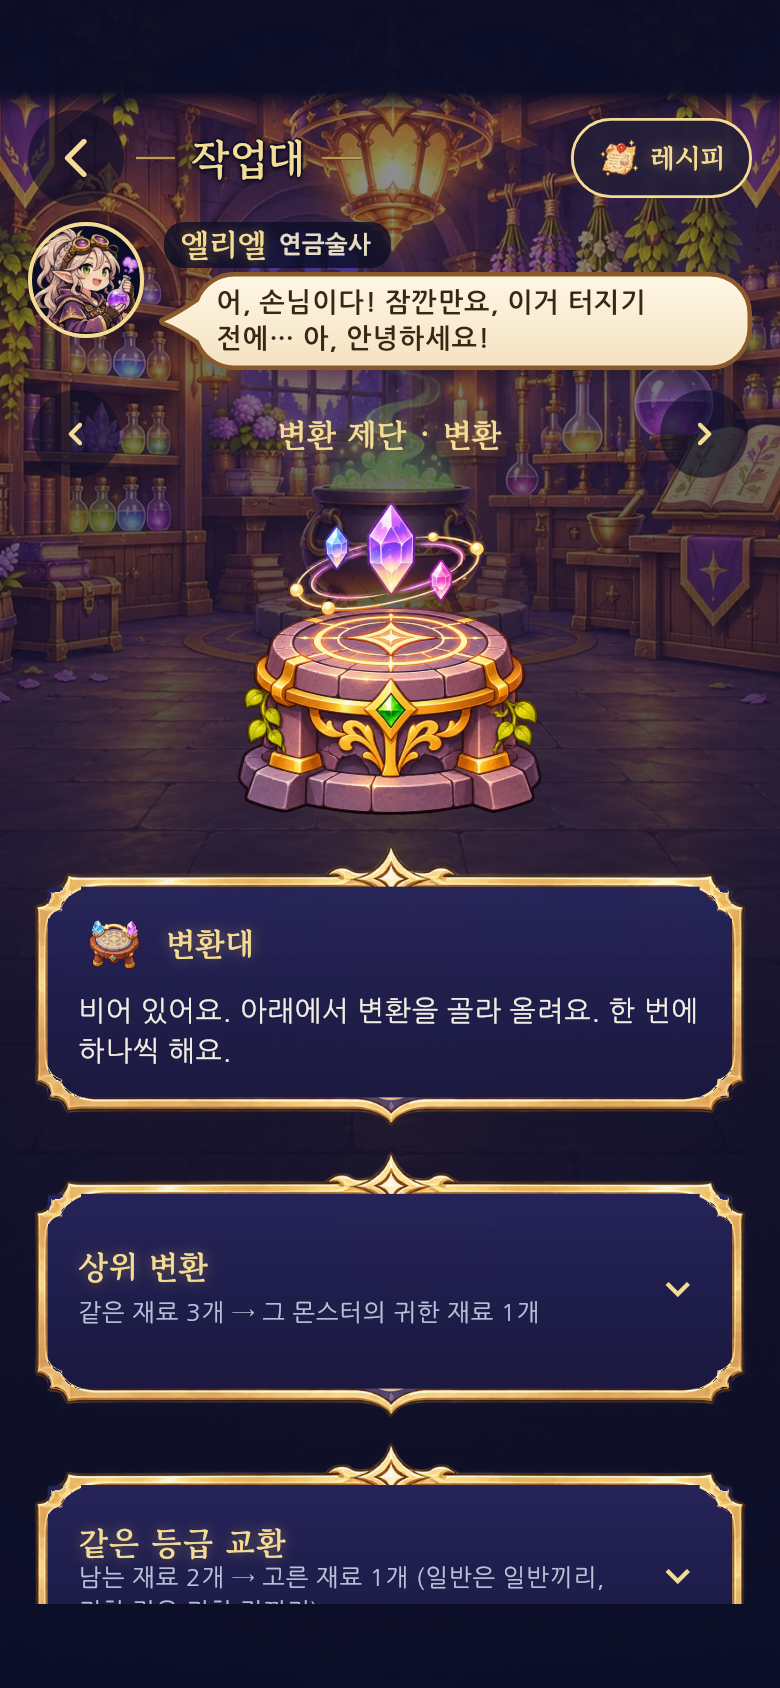 작업대
레시피
엘리엘 연금술사
어, 손님이다! 잠깐만요, 이거 터지기
전에… 아, 안녕하세요!
변환 제단 · 변환
변환대
비어 있어요. 아래에서 변환을 골라 올려요. 한 번에
하나씩 해요.
상위 변환
같은 재료 3개 → 그 몬스터의 귀한 재료 1개
같은 등급 교환
남는 재료 2개 → 고른 재료 1개 (일반은 일반끼리,